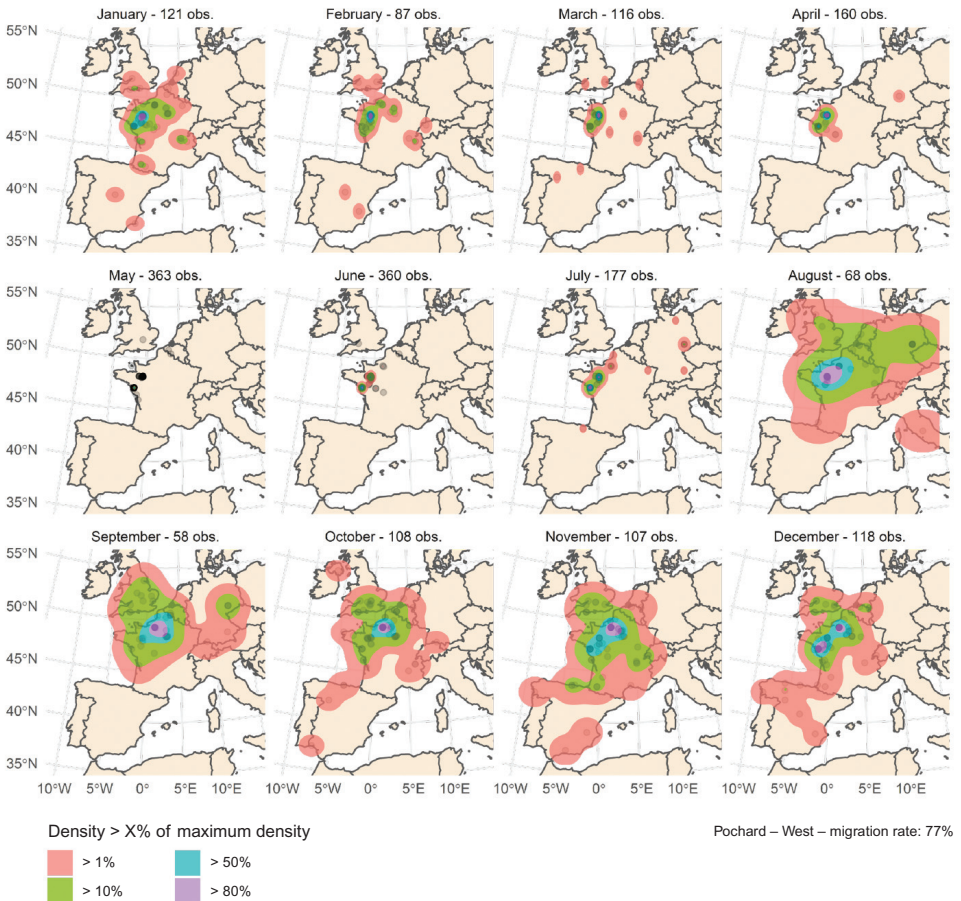 January - 121 obs. February - 87 obs. March - 116 obs. April - 160 obs.
55°N
50°N
45°N
40°N
35°N
May - 363 obs. June - 360 obs. July - 177 obs. August - 68 obs.
55°N
50°N
45°N
40°N
35°N
September - 58 obs. October - 108 obs. November - 107 obs. December - 118 obs.
55°N
50°N
45°N
40°N
35°N
10°W 5°W 0° 5°E 10°E 10°W 5°W 0° 5°E 10°E 10°W 5°W 0° 5°E 10°E 10°W 5°W 0° 5°E 10°E
Density > X% of maximum density
Pochard – West – migration rate: 77%
> 1% > 50%
> 10% > 80%